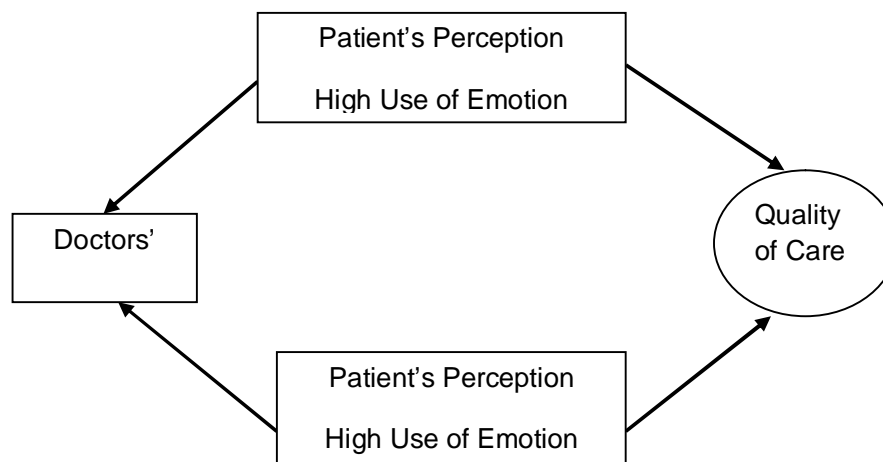 Patient’s Perception
High Use of Emotion
Doctors’
Quality
of Care
Patient’s Perception
High Use of Emotion